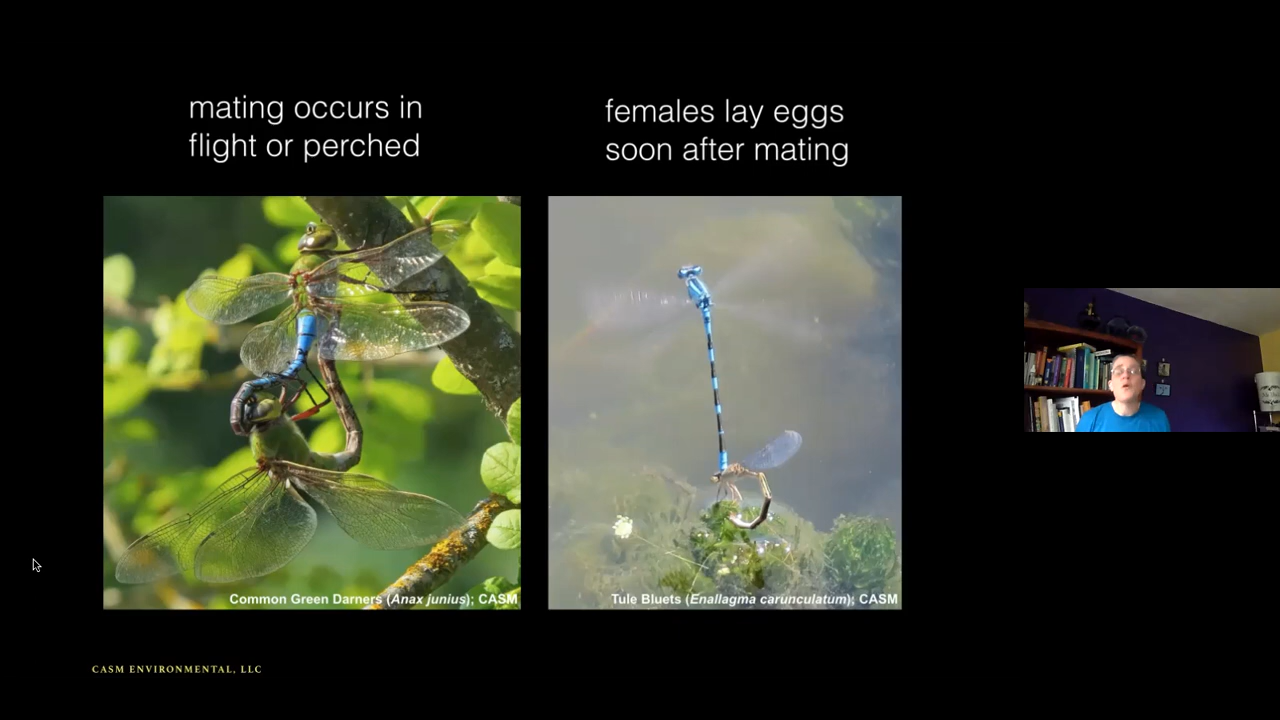 mating occurs in
flight or perched
females lay eggs
soon after mating
Common Green Darners (Anax junius); CASM
Tule Bluets (Enallagma carunculatum); CASM
CASM ENVIRONMENTAL, LLC